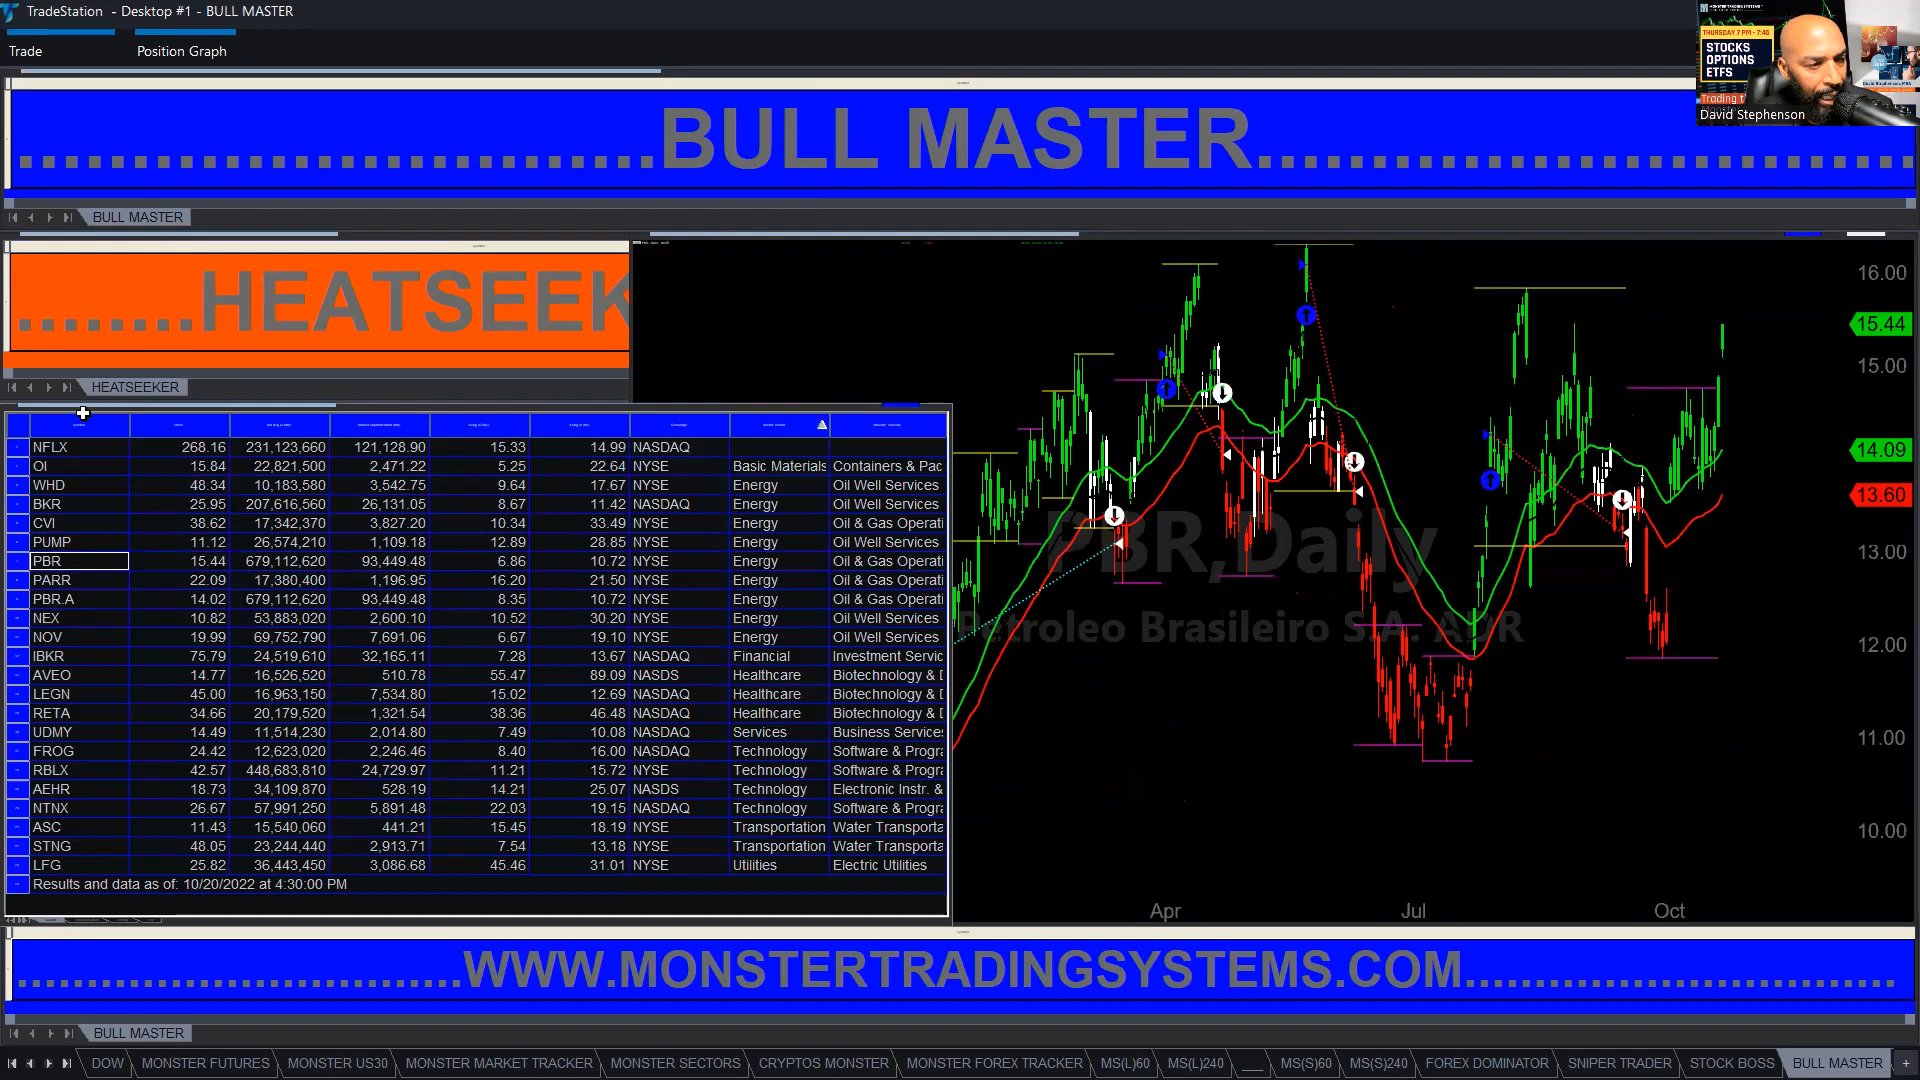 TradeStation - Desktop #1 - BULL MASTER
Trade
Position Graph
THURSDAY 7 PM - 7:45
STOCKS
OPTIONS
ETFS
David Stephenson
BULL MASTER
BULL MASTER
HEATSEEK
HEATSEEKER
NFLX 268.16 231,123,660 121,128.90 15.33 14.99 NASDAQ
OI 15.84 22,821,500 2,471.22 5.25 22.64 NYSE Basic Materials Containers & Pac
WHD 48.34 10,183,580 3,542.75 9.64 17.67 NYSE Energy Oil Well Services
BKR 25.95 207,616,560 26,131.05 8.67 11.42 NASDAQ Energy Oil Well Services
CVI 38.62 17,342,370 3,827.20 10.34 33.49 NYSE Energy Oil & Gas Operati
PUMP 11.12 26,574,210 1,109.18 12.89 28.85 NYSE Energy Oil Well Services
PBR 15.44 679,112,620 93,449.48 6.86 10.72 NYSE Energy Oil & Gas Operati
PARR 22.09 17,380,400 1,196.95 16.20 21.50 NYSE Energy Oil & Gas Operati
PBR.A 14.02 679,112,620 93,449.48 8.35 10.72 NYSE Energy Oil & Gas Operati
NEX 10.82 53,883,020 2,600.10 10.52 30.20 NYSE Energy Oil Well Services
NOV 19.99 69,752,790 7,691.06 6.67 19.10 NYSE Energy Oil Well Services
IBKR 75.79 24,519,610 32,165.11 7.28 13.67 NASDAQ Financial Investment Servic
AVEO 14.77 16,526,520 510.78 55.47 89.09 NASDS Healthcare Biotechnology & D
LEGN 45.00 16,963,150 7,534.80 15.02 12.69 NASDAQ Healthcare Biotechnology & D
RETA 34.66 20,179,520 1,321.54 38.36 46.48 NASDAQ Healthcare Biotechnology & D
UDMY 14.49 11,514,230 2,014.80 7.49 10.08 NASDAQ Services Business Services
FROG 24.42 12,623,020 2,246.46 8.40 16.00 NASDAQ Technology Software & Progra
RBLX 42.57 448,683,810 24,729.97 11.21 15.72 NYSE Technology Software & Progra
AEHR 18.73 34,109,870 528.19 14.21 25.07 NASDS Technology Electronic Instr. &
NTNX 26.67 57,991,250 5,891.48 22.03 19.15 NASDAQ Technology Software & Progra
ASC 11.43 15,540,060 441.21 15.45 18.19 NYSE Transportation Water Transporta
STNG 48.05 23,244,440 2,913.71 7.54 13.18 NYSE Transportation Water Transporta
LFG 25.82 36,443,450 3,086.68 45.46 31.01 NYSE Utilities Electric Utilities
Results and data as of: 10/20/2022 at 4:30:00 PM
PBR,Daily
Petroleo Brasileiro S.A. ADR
16.00
15.44
15.00
14.09
13.60
13.00
12.00
11.00
10.00
Apr Jul Oct
WWW.MONSTERTRADINGSYSTEMS.COM
BULL MASTER
DOW MONSTER FUTURES MONSTER US30 MONSTER MARKET TRACKER MONSTER SECTORS CRYPTOS MONSTER MONSTER FOREX TRACKER MS(L)60 MS(L)240 ___ MS(S)60 MS(S)240 FOREX DOMINATOR SNIPER TRADER STOCK BOSS BULL MASTER +